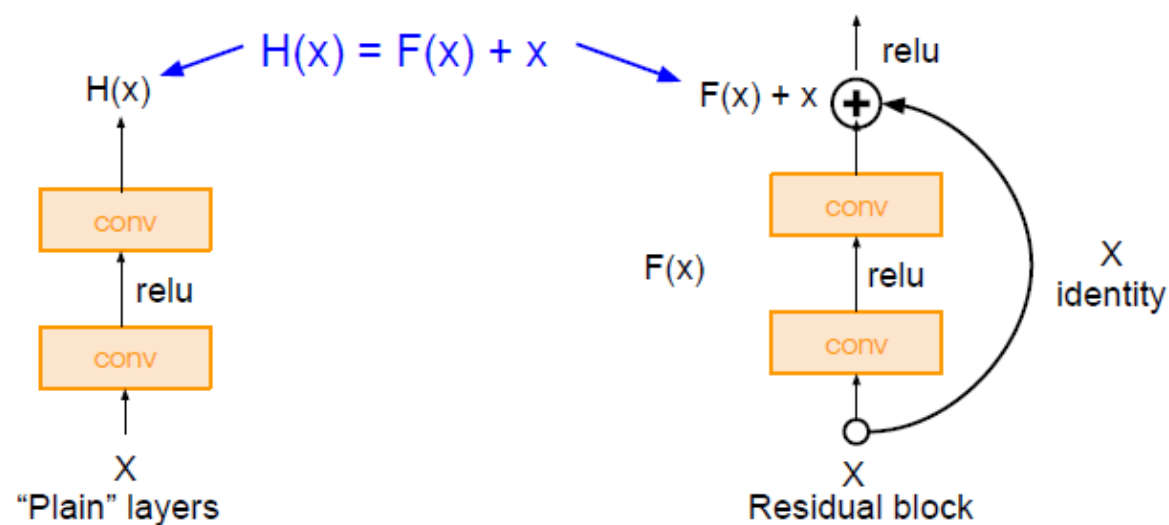 H(x) = F(x) + x
H(x)
conv
relu
conv
X
“Plain” layers
relu
F(x) + x
+
conv
F(x)
relu
X
identity
conv
X
Residual block